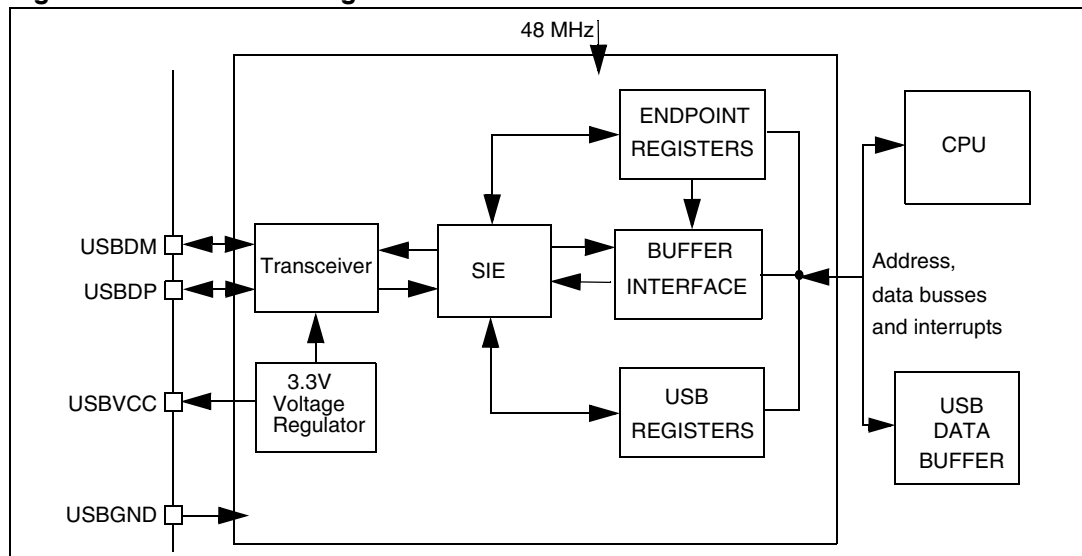 48 MHz
ENDPOINT
REGISTERS
CPU
USBDM
Transceiver
SIE
BUFFER
INTERFACE
Address,
data busses
and interrupts
USBDP
3.3V
Voltage
Regulator
USBVCC
USB
REGISTERS
USB
DATA
BUFFER
USBGND